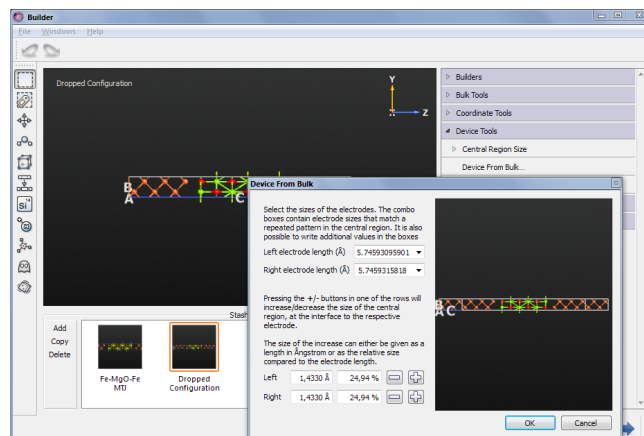 Builder
File Windows Help
Dropped Configuration
Y
Z
Builders
Bulk Tools
Coordinate Tools
Device Tools
Central Region Size
Device From Bulk...
B
A
C
Device From Bulk
Select the sizes of the electrodes. The combo
boxes contain electrode sizes that match a
repeated pattern in the central region. It is also
possible to write additional values in the boxes
Left electrode length (Å) 5.74593095901
Right electrode length (Å) 5.7459315818
Pressing the +/- buttons in one of the rows will
increase/decrease the size of the central
region, at the interface to the respective
electrode.
The size of the increase can either be given as a
length in Ångstrom or as the relative size
compared to the electrode length.
Left 1,4330 Å 24,94 %
Right 1,4330 Å 24,94 %
B
A C
OK Cancel
Si
Stash
Add
Copy
Delete
Fe-MgO-Fe
MTJ
Dropped
Configuration